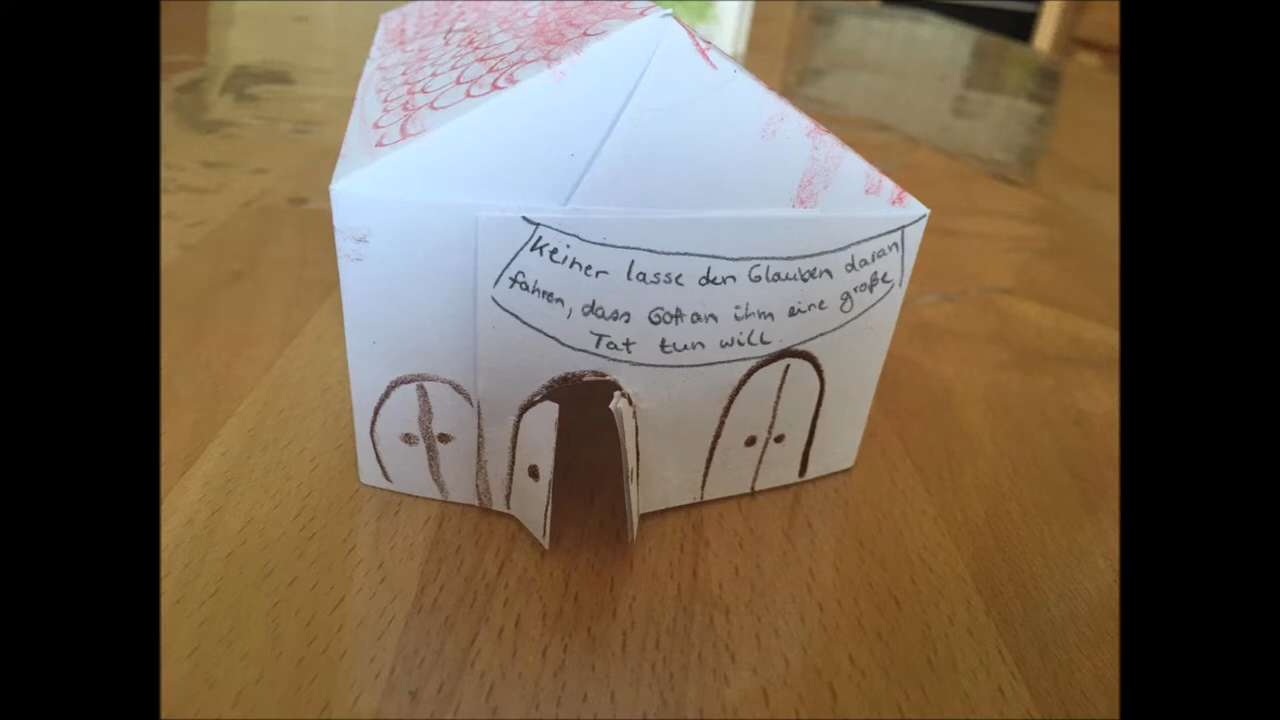 Keiner lasse den Glauben daran
fahren, dass Gott an ihm eine große
Tat tun will.